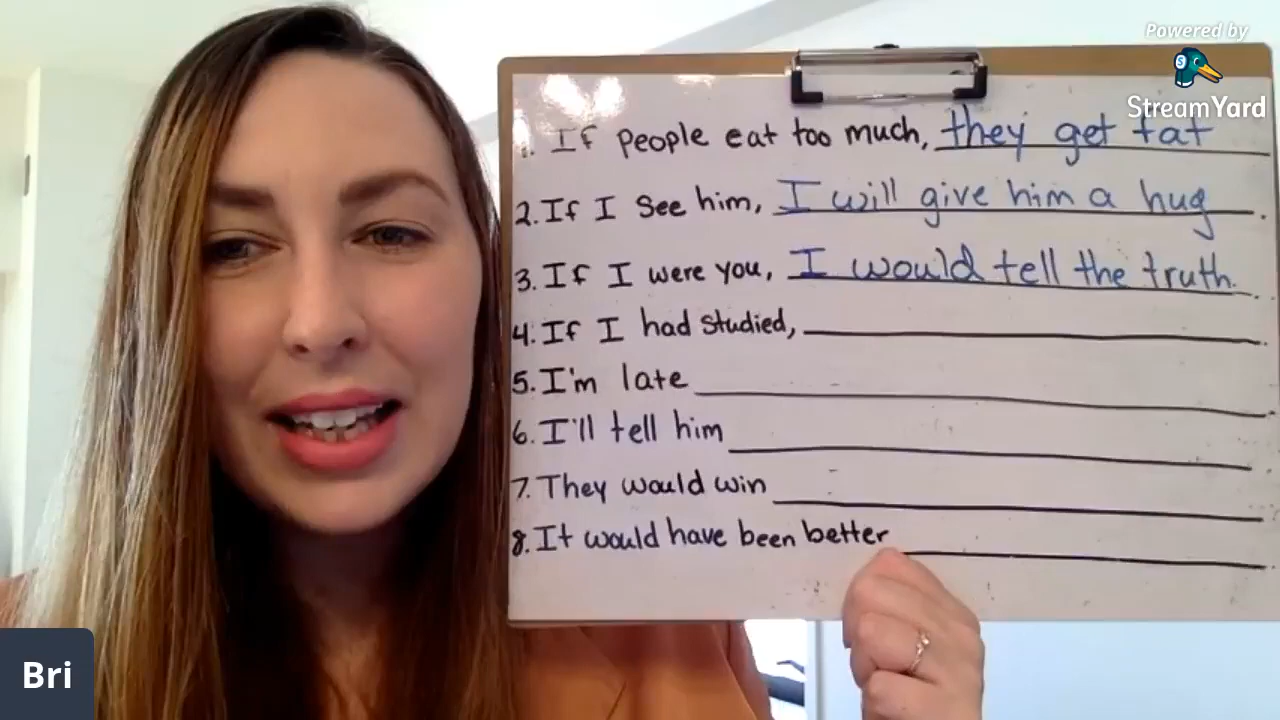 Powered by
StreamYard
1. If people eat too much, they get fat
2. If I see him, I will give him a hug.
3. If I were you, I would tell the truth.
4. If I had studied, .
5. I'm late .
6. I'll tell him
7. They would win
8. It would have been better
Bri